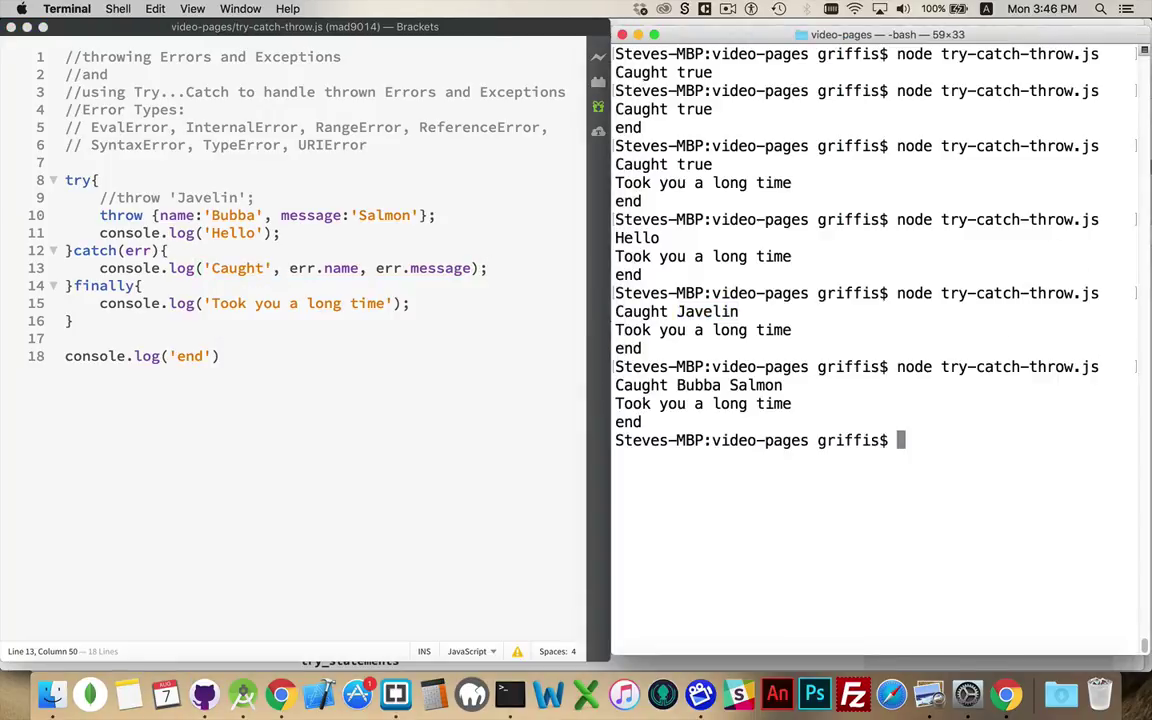 Terminal Shell Edit View Window Help
100% Mon 3:46 PM
video-pages/try-catch-throw.js (mad9014) — Brackets
1 //throwing Errors and Exceptions
2 //and
3 //using Try...Catch to handle thrown Errors and Exceptions
4 //Error Types:
5 // EvalError, InternalError, RangeError, ReferenceError,
6 // SyntaxError, TypeError, URIError
7
8 try{
9 //throw 'Javelin';
10 throw {name:'Bubba', message:'Salmon'};
11 console.log('Hello');
12 }catch(err){
13 console.log('Caught', err.name, err.message);
14 }finally{
15 console.log('Took you a long time');
16 }
17
18 console.log('end')
Line 13, Column 50 — 18 Lines
INS JavaScript Spaces: 4
try_statements
video-pages — -bash — 59×33
Steves-MBP:video-pages griffis$ node try-catch-throw.js
Caught true
Steves-MBP:video-pages griffis$ node try-catch-throw.js
Caught true
end
Steves-MBP:video-pages griffis$ node try-catch-throw.js
Caught true
Took you a long time
end
Steves-MBP:video-pages griffis$ node try-catch-throw.js
Hello
Took you a long time
end
Steves-MBP:video-pages griffis$ node try-catch-throw.js
Caught Javelin
Took you a long time
end
Steves-MBP:video-pages griffis$ node try-catch-throw.js
Caught Bubba Salmon
Took you a long time
end
Steves-MBP:video-pages griffis$
AUG
7
1
An
Ps
Fz